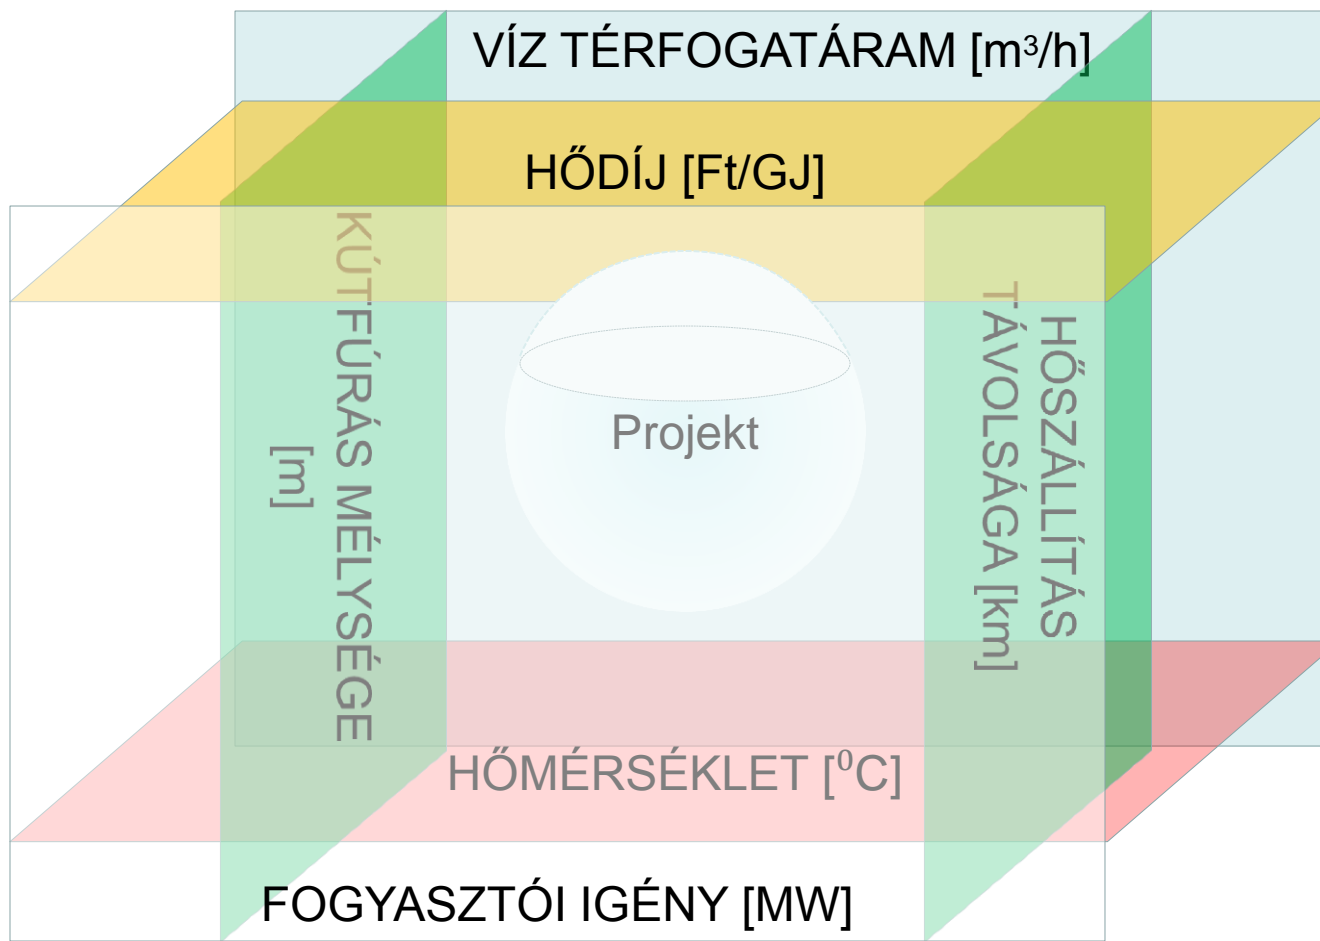 VÍZ TÉRFOGATÁRAM [m³/h]
HŐDÍJ [Ft/GJ]
KÚTFÚRÁS MÉLYSÉGE
[m]
Projekt
HŐSZÁLLÍTÁS
TÁVOLSÁGA [km]
HŐMÉRSÉKLET [⁰C]
FOGYASZTÓI IGÉNY [MW]